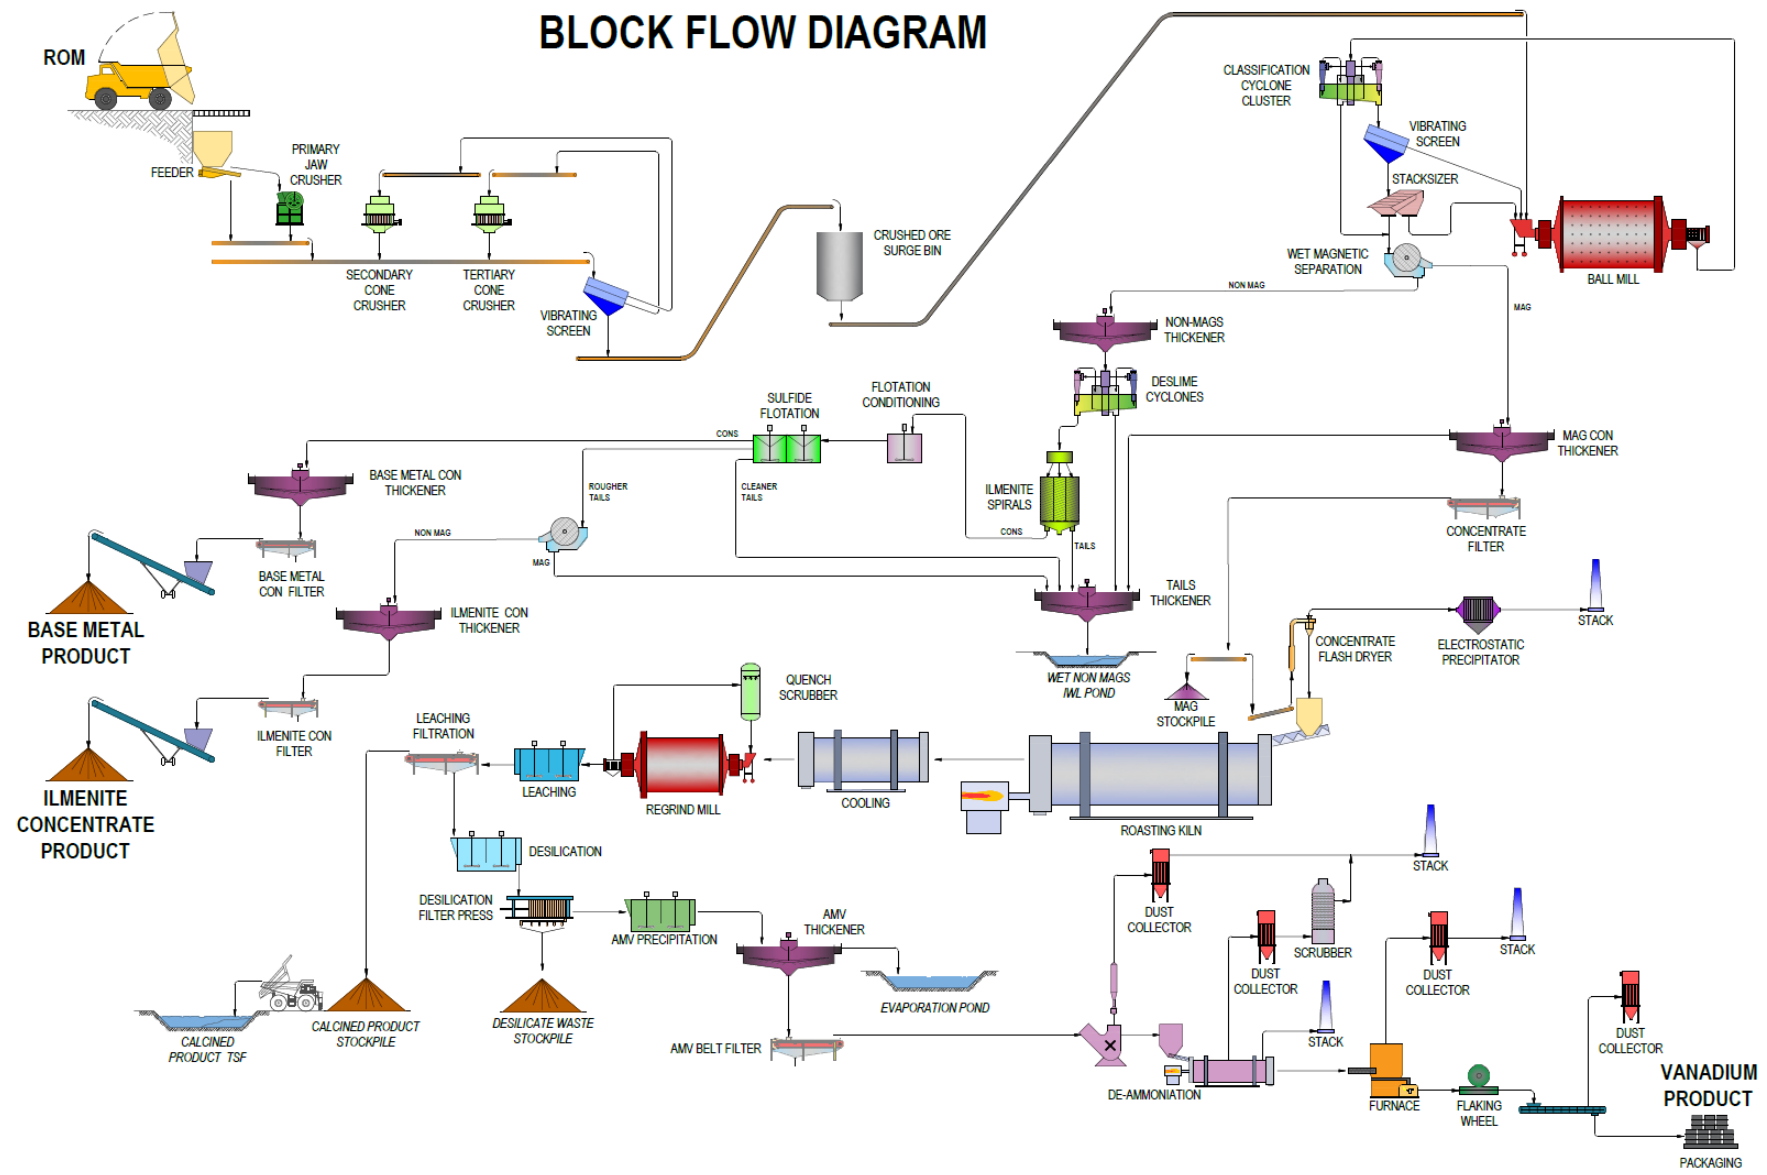 BLOCK FLOW DIAGRAM
ROM
FEEDER
PRIMARY
JAW
CRUSHER
SECONDARY
CONE
CRUSHER
TERTIARY
CONE
CRUSHER
VIBRATING
SCREEN
CRUSHED ORE
SURGE BIN
CLASSIFICATION
CYCLONE
CLUSTER
VIBRATING
SCREEN
STACKSIZER
BALL MILL
WET MAGNETIC
SEPARATION
NON MAG
MAG
NON-MAGS
THICKENER
DESLIME
CYCLONES
FLOTATION
CONDITIONING
SULFIDE
FLOTATION
CONS
ROUGHER
TAILS
CLEANER
TAILS
BASE METAL CON
THICKENER
ILMENITE
SPIRALS
CONS
TAILS
MAG CON
THICKENER
CONCENTRATE
FILTER
NON MAG
MAG
BASE METAL
CON FILTER
BASE METAL
PRODUCT
ILMENITE CON
THICKENER
TAILS
THICKENER
WET NON MAGS
IWL POND
MAG
STOCKPILE
CONCENTRATE
FLASH DRYER
ELECTROSTATIC
PRECIPITATOR
STACK
ILMENITE CON
FILTER
ILMENITE
CONCENTRATE
PRODUCT
QUENCH
SCRUBBER
LEACHING
FILTRATION
LEACHING
REGRIND MILL
COOLING
ROASTING KILN
DESILICATION
DESILICATION
FILTER PRESS
AMV PRECIPITATION
AMV
THICKENER
EVAPORATION POND
CALCINED
PRODUCT TSF
CALCINED PRODUCT
STOCKPILE
DESILICATE WASTE
STOCKPILE
AMV BELT FILTER
DUST
COLLECTOR
STACK
DUST
COLLECTOR
SCRUBBER
STACK
DUST
COLLECTOR
STACK
DE-AMMONIATION
FURNACE
FLAKING
WHEEL
DUST
COLLECTOR
VANADIUM
PRODUCT
PACKAGING